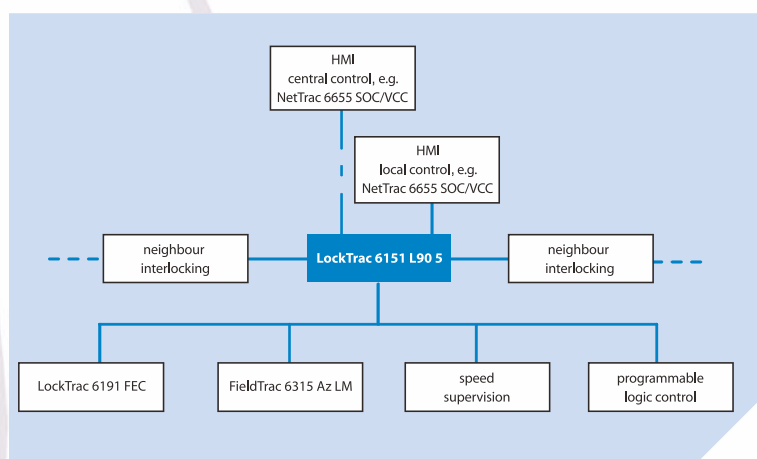 HMI
central control, e.g.
NetTrac 6655 SOC/VCC
HMI
local control, e.g.
NetTrac 6655 SOC/VCC
neighbour
interlocking
LockTrac 6151 L90 5
neighbour
interlocking
LockTrac 6191 FEC
FieldTrac 6315 Az LM
speed
supervision
programmable
logic control